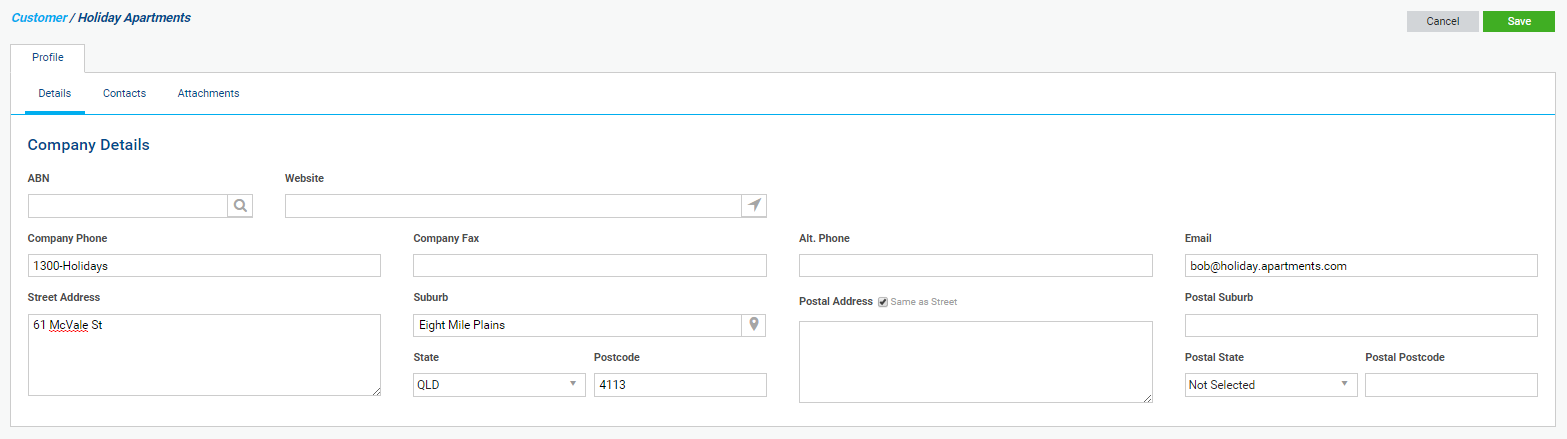 Customer / Holiday Apartments
Cancel Save
Profile
Details Contacts Attachments
Company Details
ABN Website
Company Phone Company Fax Alt. Phone Email
1300-Holidays bob@holiday.apartments.com
Street Address Suburb Postal Address Same as Street Postal Suburb
61 McVale St Eight Mile Plains
State Postcode Postal State Postal Postcode
QLD 4113 Not Selected